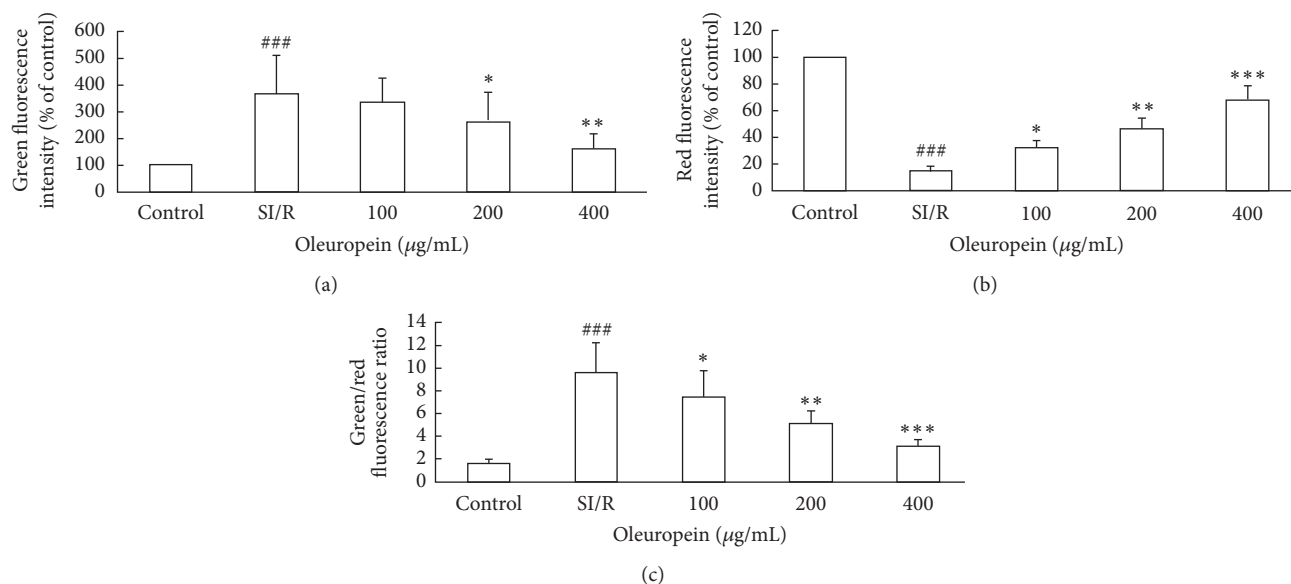 Green fluorescence
intensity (% of control)
600
500
400
300
200
100
0
###
*
**
Control SI/R 100 200 400
Oleuropein (μg/mL)
(a)
Red fluorescence
intensity (% of control)
120
100
80
60
40
20
0
###
*
**
***
Control SI/R 100 200 400
Oleuropein (μg/mL)
(b)
Green/red
fluorescence ratio
14
12
10
8
6
4
2
0
###
*
**
***
Control SI/R 100 200 400
Oleuropein (μg/mL)
(c)